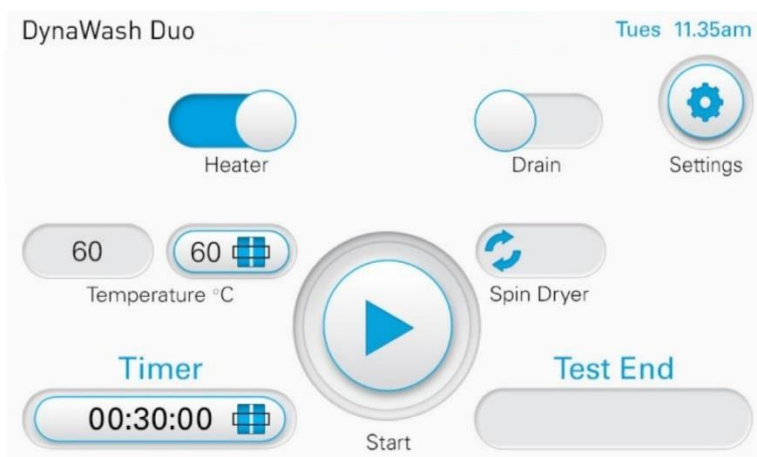 DynaWash Duo
Tues 11.35am
Heater
Drain
Settings
60
60
Temperature °C
Spin Dryer
Timer
Test End
00:30:00
Start